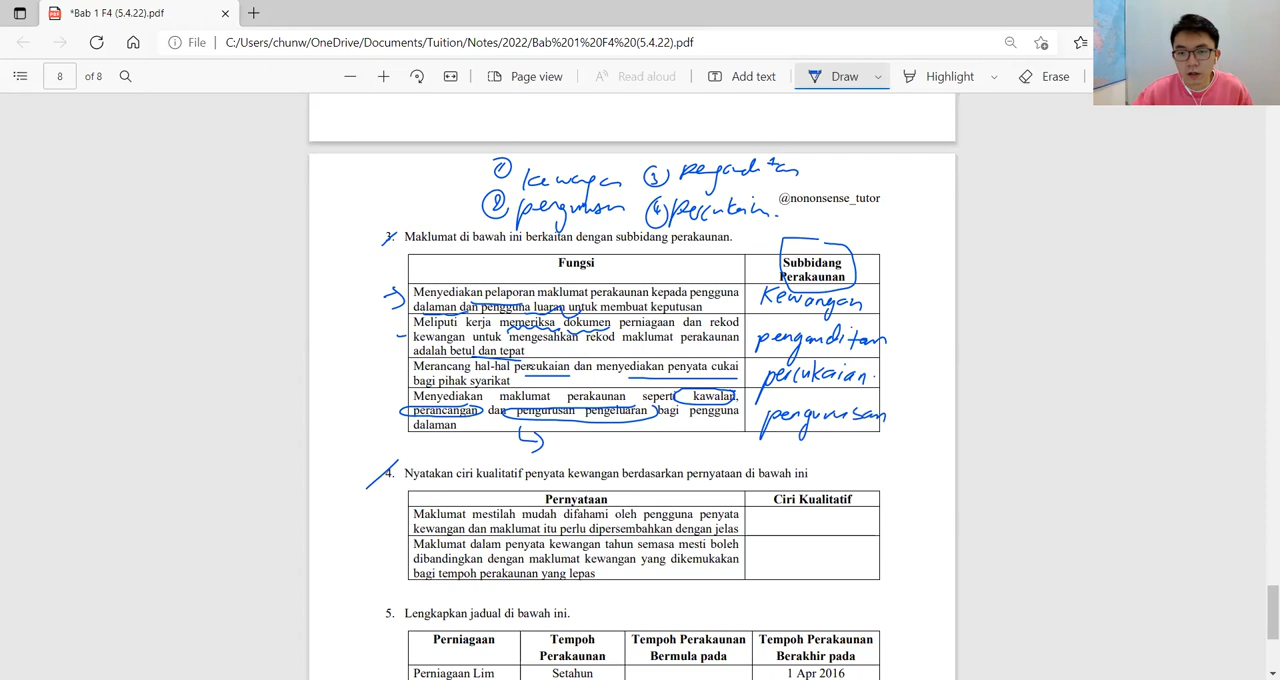 *Bab 1 F4 (5.4.22).pdf
File C:/Users/chunw/OneDrive/Documents/Tuition/Notes/2022/Bab%201%20F4%20(5.4.22).pdf
8 of 8 Page view Read aloud Add text Draw Highlight Erase
① kewangan ③ pengauditan
② pengurusan ④ percukaian.
@nononsense_tutor
3. Maklumat di bawah ini berkaitan dengan subbidang perakaunan.
Fungsi
Subbidang
Perakaunan
Menyediakan pelaporan maklumat perakaunan kepada pengguna
dalaman dan pengguna luaran untuk membuat keputusan
Kewangan
Meliputi kerja memeriksa dokumen perniagaan dan rekod
kewangan untuk mengesahkan rekod maklumat perakaunan
adalah betul dan tepat
pengauditan
Merancang hal-hal percukaian dan menyediakan penyata cukai
bagi pihak syarikat
percukaian.
Menyediakan maklumat perakaunan seperti kawalan,
perancangan dan pengurusan pengeluaran bagi pengguna
dalaman
pengurusan
4. Nyatakan ciri kualitatif penyata kewangan berdasarkan pernyataan di bawah ini
Pernyataan Ciri Kualitatif
Maklumat mestilah mudah difahami oleh pengguna penyata
kewangan dan maklumat itu perlu dipersembahkan dengan jelas
Maklumat dalam penyata kewangan tahun semasa mesti boleh
dibandingkan dengan maklumat kewangan yang dikemukakan
bagi tempoh perakaunan yang lepas
5. Lengkapkan jadual di bawah ini.
Perniagaan Tempoh Tempoh Perakaunan Tempoh Perakaunan
Perakaunan Bermula pada Berakhir pada
Perniagaan Lim Setahun 1 Apr 2016